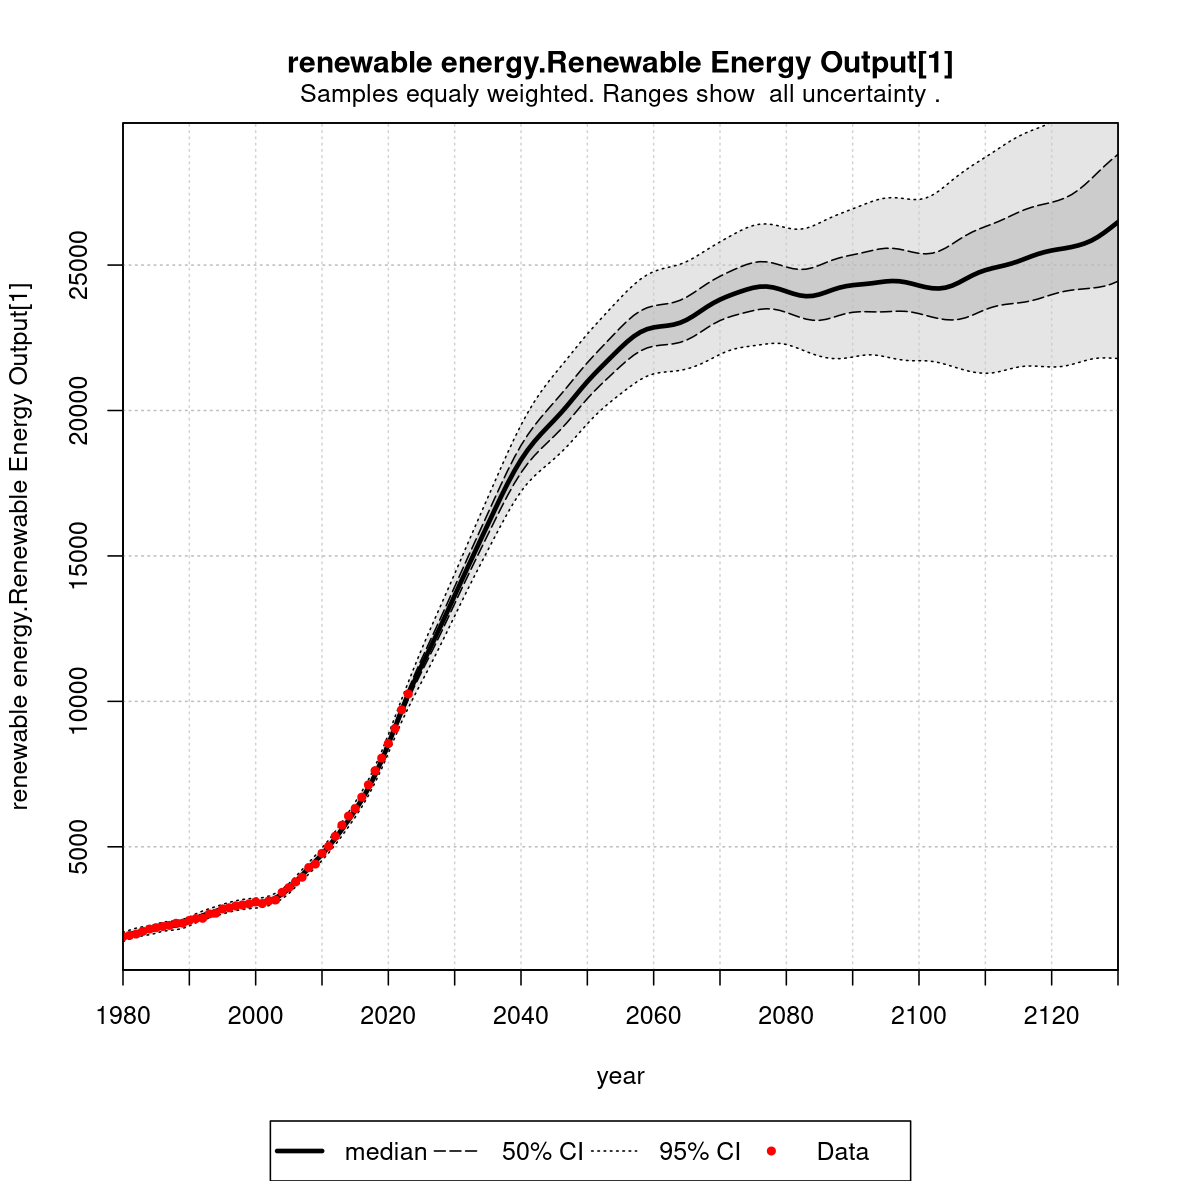 renewable energy.Renewable Energy Output[1]
Samples equaly weighted. Ranges show  all uncertainty .
renewable energy.Renewable Energy Output[1]
25000
20000
15000
10000
5000
1980 2000 2020 2040 2060 2080 2100 2120
year
median 50% CI 95% CI Data